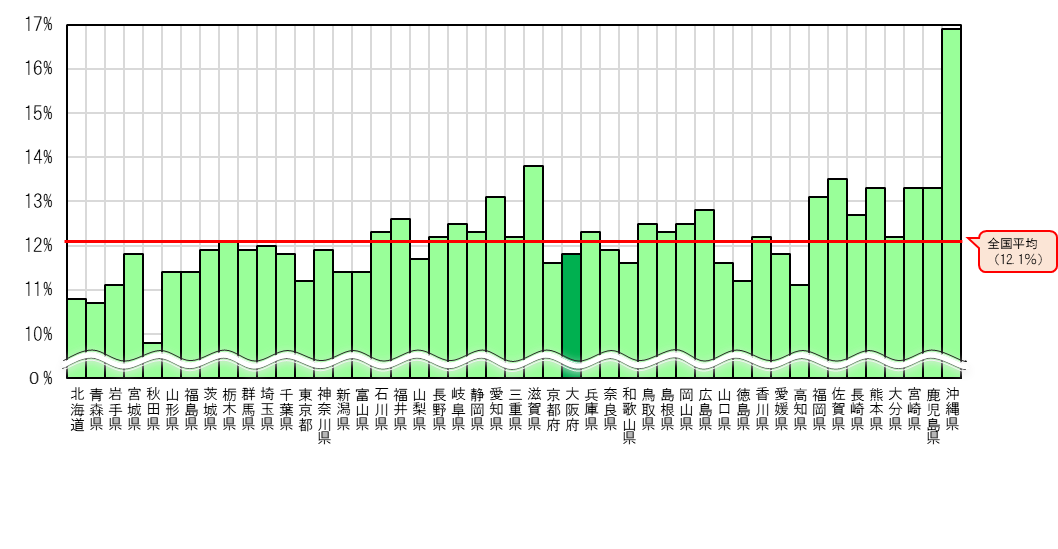 17%
16%
15%
14%
13%
12%
11%
10%
0%
全国平均
（12.1%）
北海道
青森県
岩手県
宮城県
秋田県
山形県
福島県
茨城県
栃木県
群馬県
埼玉県
千葉県
東京都
神奈川県
新潟県
富山県
石川県
福井県
山梨県
長野県
岐阜県
静岡県
愛知県
三重県
滋賀県
京都府
大阪府
兵庫県
奈良県
和歌山県
鳥取県
島根県
岡山県
広島県
山口県
徳島県
香川県
愛媛県
高知県
福岡県
佐賀県
長崎県
熊本県
大分県
宮崎県
鹿児島県
沖縄県